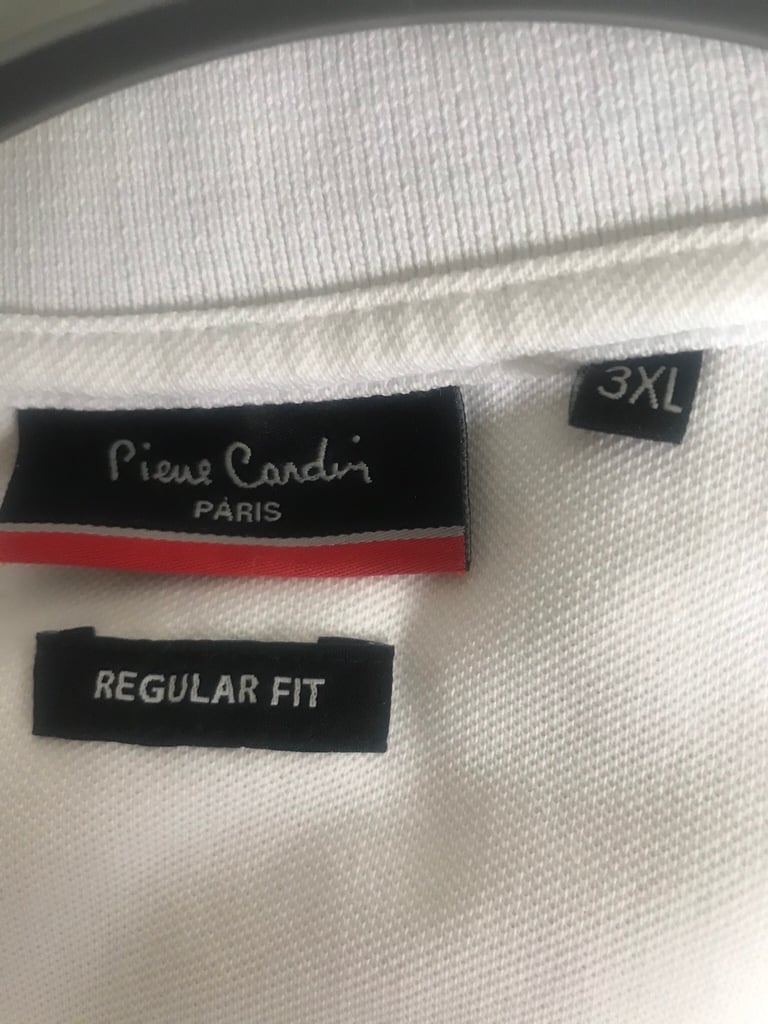 3XL
Pierre Cardin
PARIS
REGULAR FIT